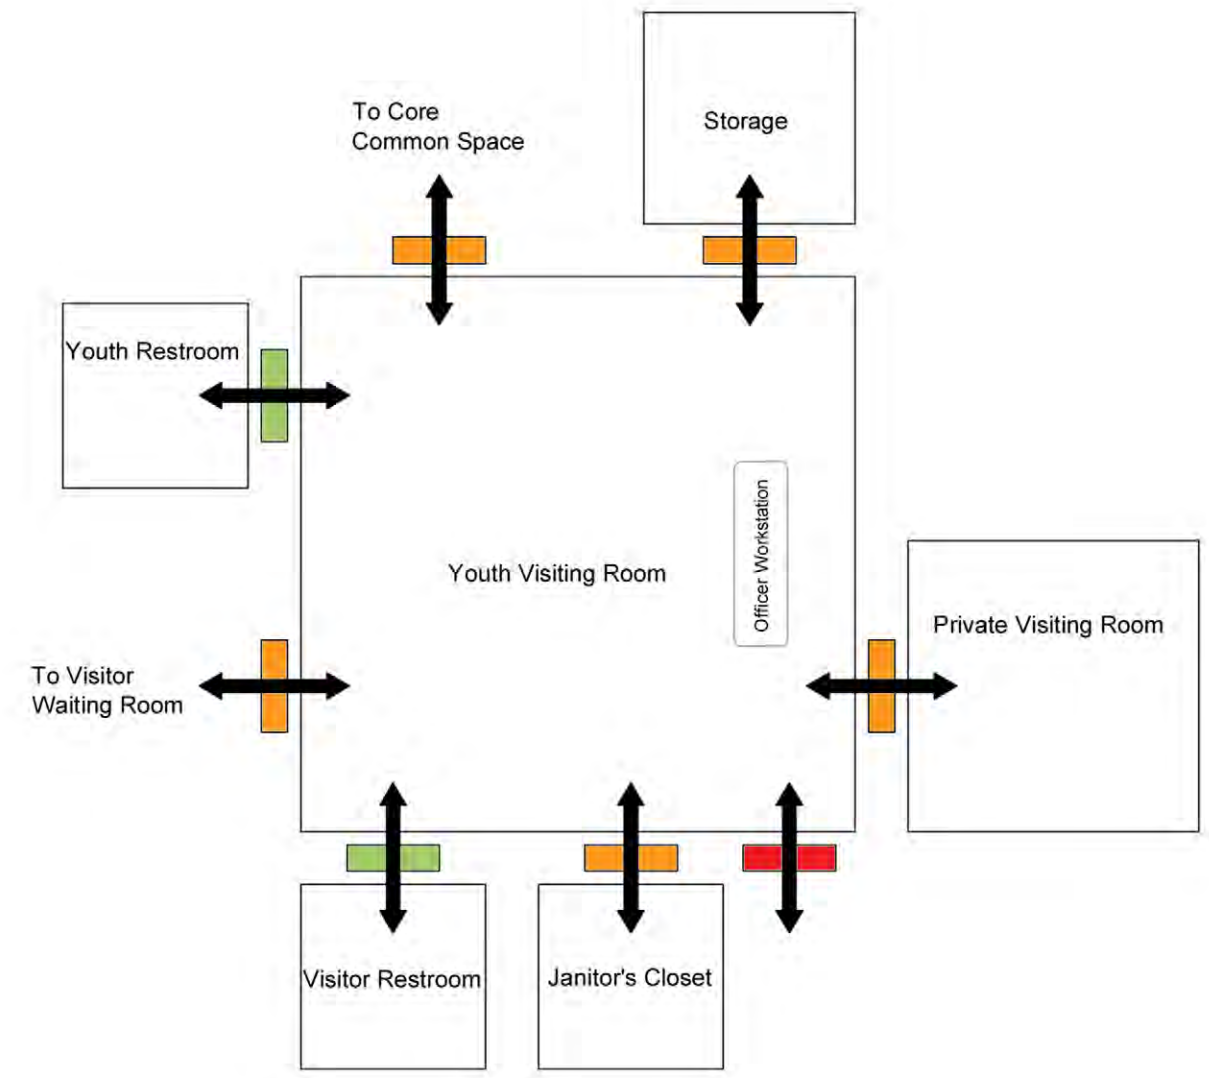 To Core
Common Space
Storage
Youth Restroom
Officer Workstation
Youth Visiting Room
Private Visiting Room
To Visitor
Waiting Room
Visitor Restroom
Janitor's Closet